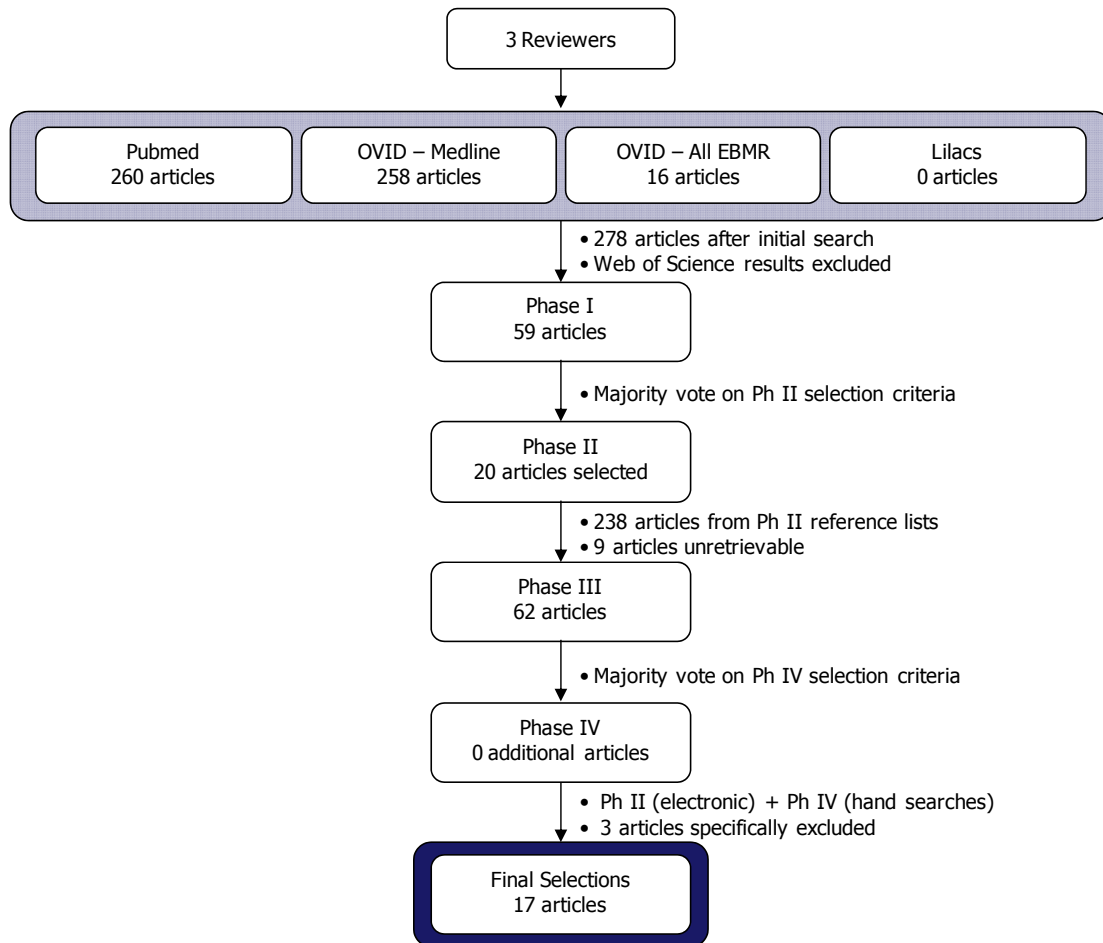 3 Reviewers
Pubmed
260 articles
OVID – Medline
258 articles
OVID – All EBMR
16 articles
Lilacs
0 articles
• 278 articles after initial search
• Web of Science results excluded
Phase I
59 articles
• Majority vote on Ph II selection criteria
Phase II
20 articles selected
• 238 articles from Ph II reference lists
• 9 articles unretrievable
Phase III
62 articles
• Majority vote on Ph IV selection criteria
Phase IV
0 additional articles
• Ph II (electronic) + Ph IV (hand searches)
• 3 articles specifically excluded
Final Selections
17 articles